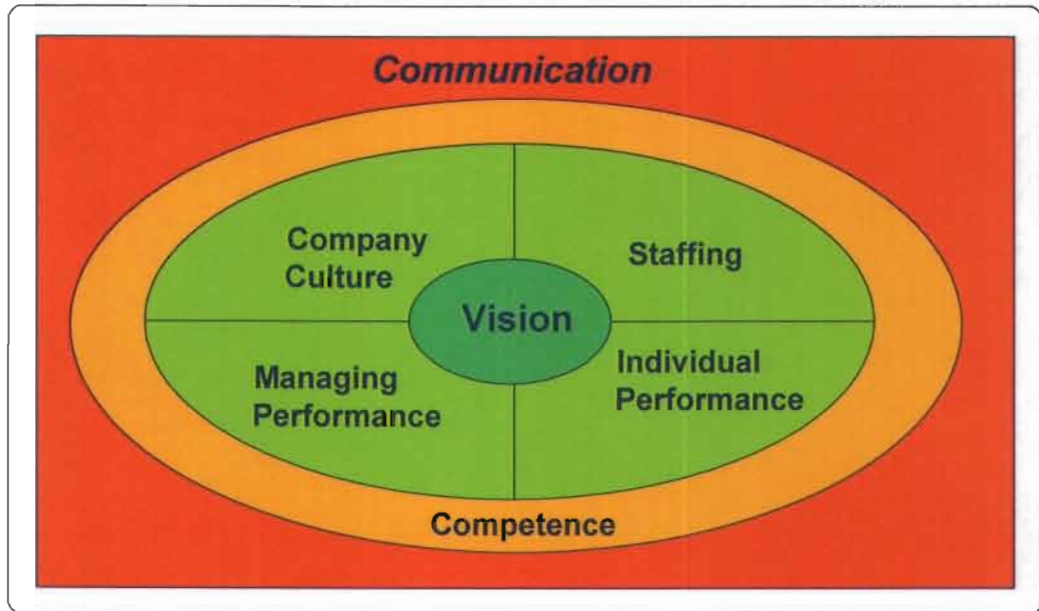 Communication
Company
Culture
Staffing
Vision
Managing
Performance
Individual
Performance
Competence